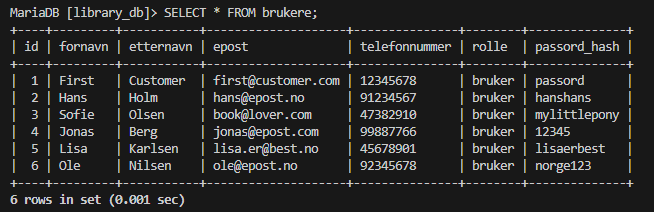 MariaDB [library_db]> SELECT * FROM brukere;
+----+---------+-----------+--------------------+---------------+--------+--------------+
| id | fornavn | etternavn | epost              | telefonnummer | rolle  | passord_hash |
+----+---------+-----------+--------------------+---------------+--------+--------------+
|  1 | First   | Customer  | first@customer.com | 12345678      | bruker | passord      |
|  2 | Hans    | Holm      | hans@epost.no      | 91234567      | bruker | hanshans     |
|  3 | Sofie   | Olsen     | book@lover.com     | 47382910      | bruker | mylittlepony |
|  4 | Jonas   | Berg      | jonas@epost.com    | 99887766      | bruker | 12345        |
|  5 | Lisa    | Karlsen   | lisa.er@best.no    | 45678901      | bruker | lisaerbest   |
|  6 | Ole     | Nilsen    | ole@epost.no       | 92345678      | bruker | norge123     |
+----+---------+-----------+--------------------+---------------+--------+--------------+
6 rows in set (0.001 sec)